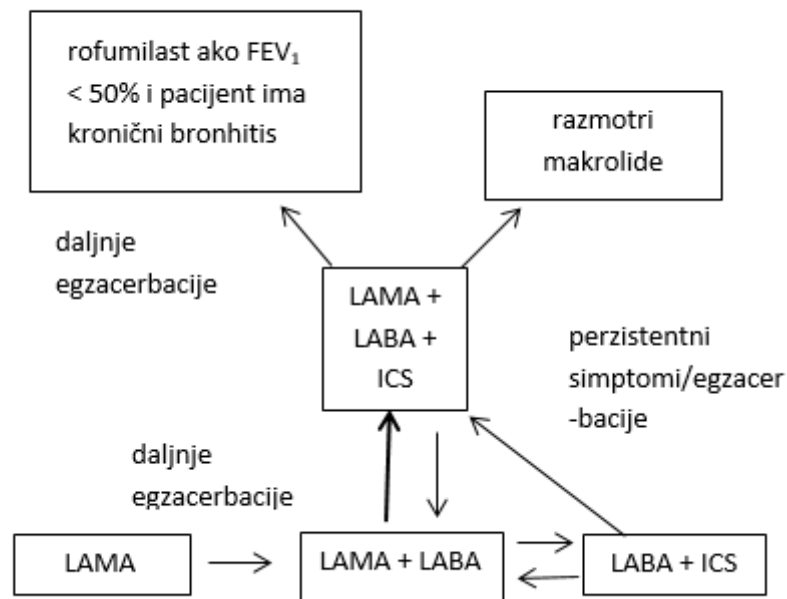 rofumilast ako FEV₁
< 50% i pacijent ima
kronični bronhitis
razmotri
makrolide
daljnje
egzacerbacije
LAMA +
LABA +
ICS
perzistentni
simptomi/egzacer
-bacije
daljnje
egzacerbacije
LAMA
LAMA + LABA
LABA + ICS